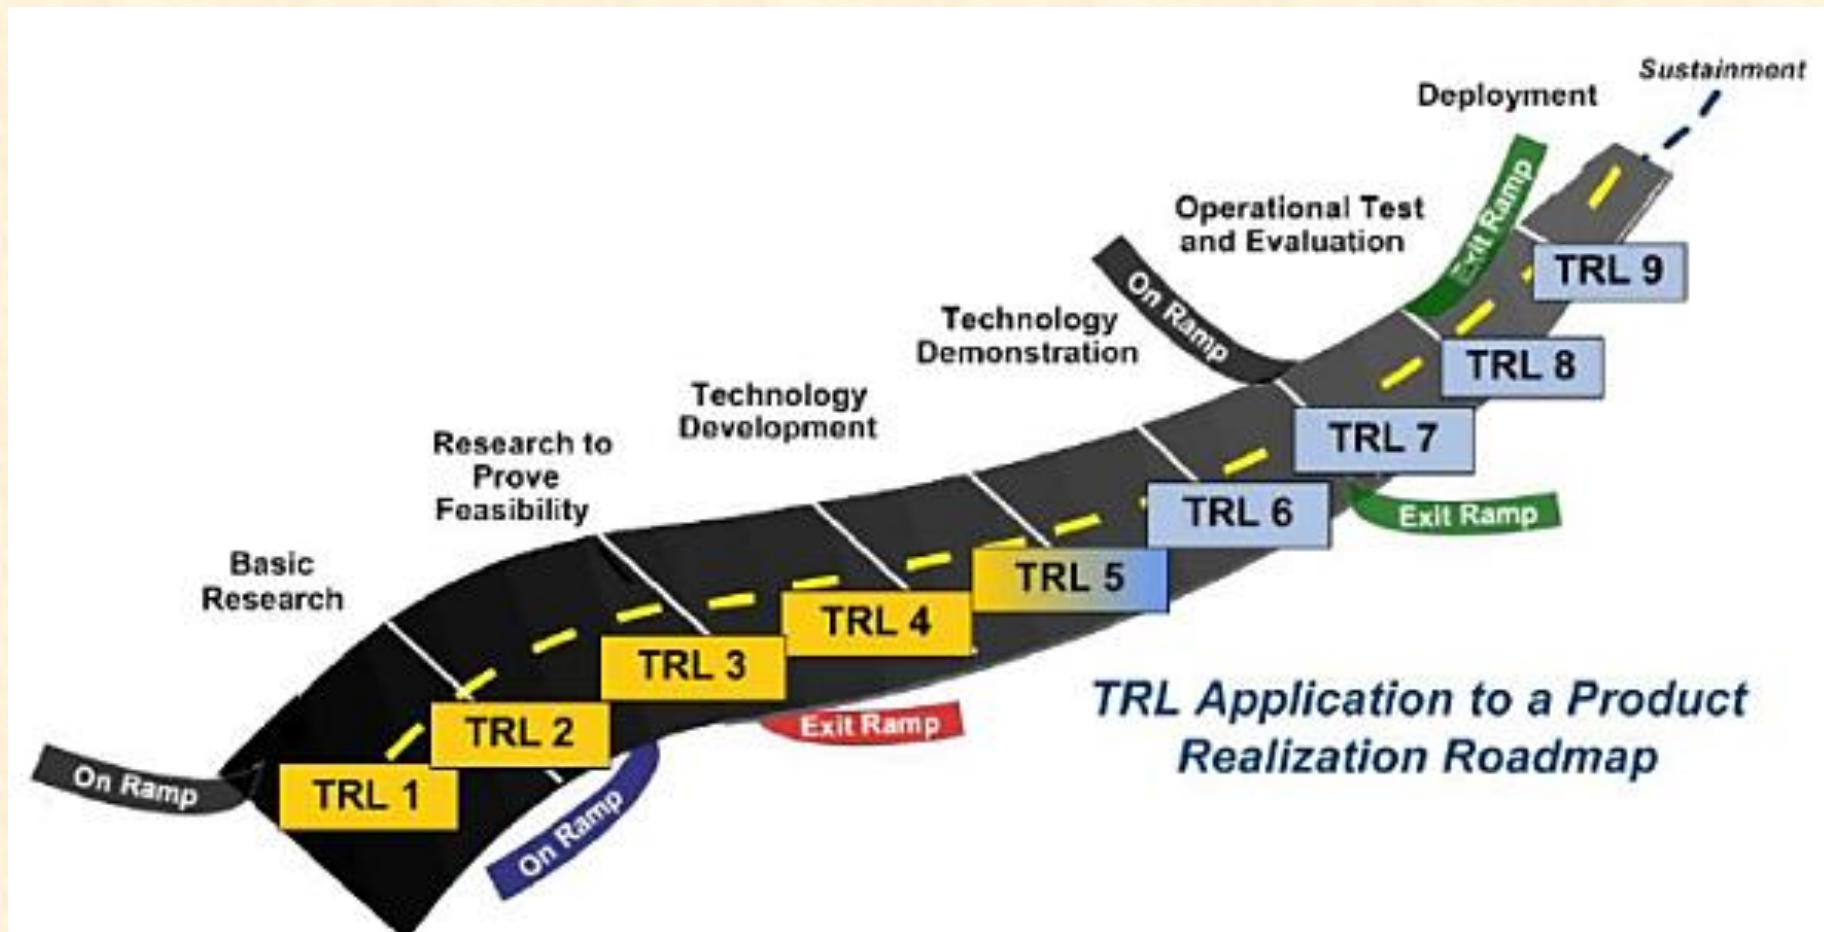 Sustainment
Deployment
Exit Ramp
Operational Test
and Evaluation
TRL 9
On Ramp
Technology
Demonstration
TRL 8
Technology
Development
TRL 7
Research to
Prove
Feasibility
TRL 6
Exit Ramp
Basic
Research
TRL 5
TRL 4
TRL 3
TRL 2
Exit Ramp
On Ramp
TRL 1
On Ramp
TRL Application to a Product
Realization Roadmap